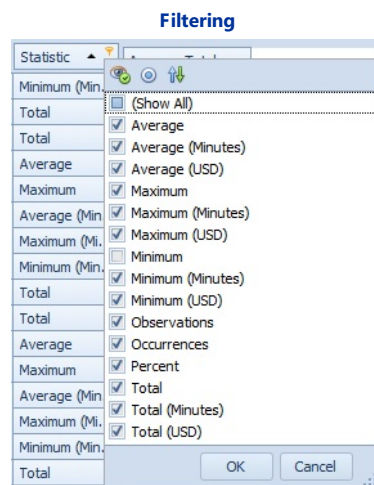 Filtering
Statistic
Minimum (Min.
Total
Total
Average
Maximum
Average (Min
Maximum (Mi.
Minimum (Min.
Total
Total
Average
Maximum
Average (Min
Maximum (Mi.
Minimum (Min.
Total
(Show All)
Average
Average (Minutes)
Average (USD)
Maximum
Maximum (Minutes)
Maximum (USD)
Minimum
Minimum (Minutes)
Minimum (USD)
Observations
Occurrences
Percent
Total
Total (Minutes)
Total (USD)
OK Cancel